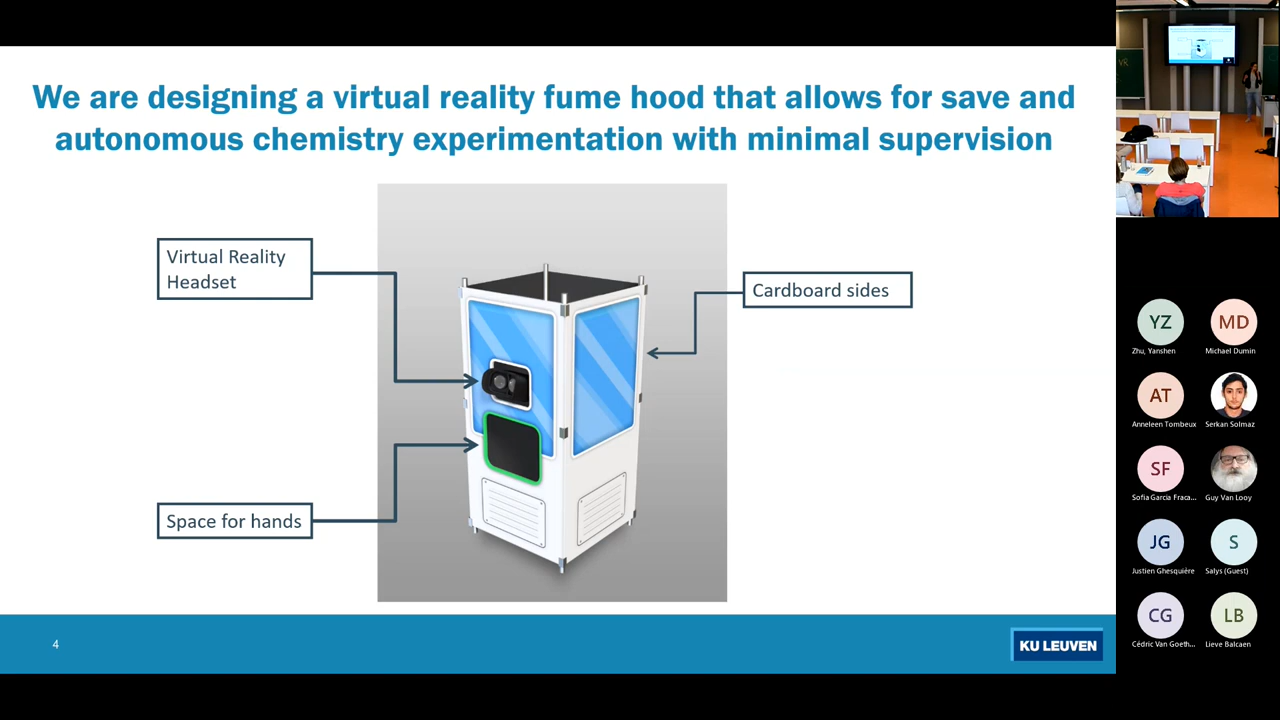 We are designing a virtual reality fume hood that allows for save and
autonomous chemistry experimentation with minimal supervision
Virtual Reality
Headset
Cardboard sides
Space for hands
4
KU LEUVEN
VR
YZ
Zhu, Yanshen
MD
Michael Dumin
AT
Anneleen Tombeux
Serkan Solmaz
SF
Sofia Garcia Fraca...
Guy Van Looy
JG
Justien Ghesquière
S
Salys (Guest)
CG
Cédric Van Goeth...
LB
Lieve Balcaen